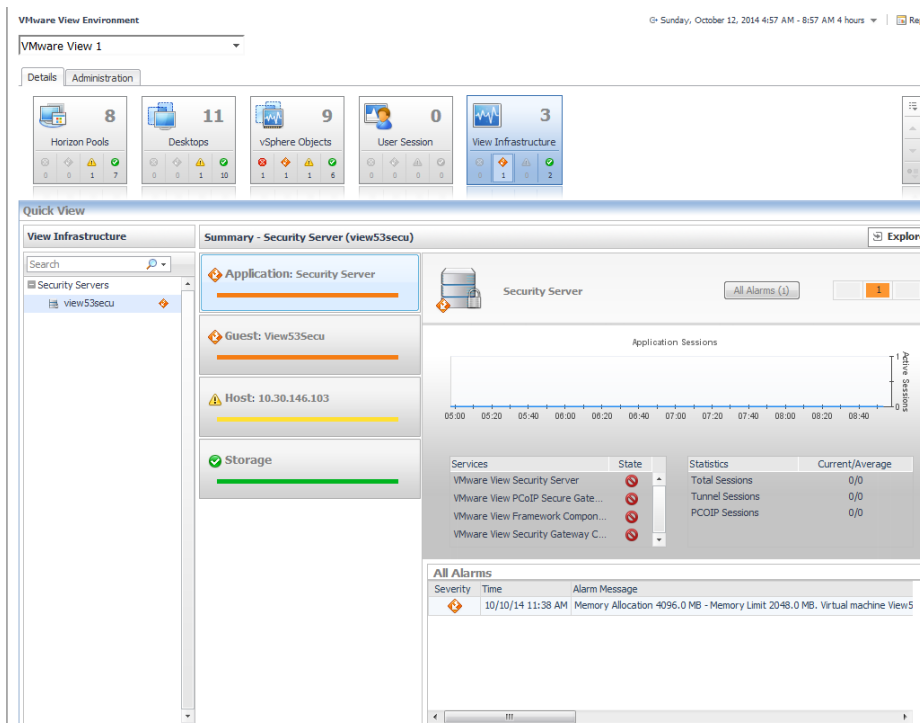 VMware View Environment
Sunday, October 12, 2014 4:57 AM - 8:57 AM 4 hours
VMware View 1
Details Administration
8 11 9 0 3
Horizon Pools Desktops vSphere Objects User Session View Infrastructure
0 0 1 7 0 0 1 10 1 1 1 6 0 0 0 0 0 1 0 2
Quick View
View Infrastructure Summary - Security Server (view53secu)
Search
Security Servers
view53secu
Application: Security Server
Guest: View53Secu
Host: 10.30.146.103
Storage
Security Server All Alarms (1) 1
Application Sessions
1
Active Sessions
0
05:00 05:20 05:40 06:00 06:20 06:40 07:00 07:20 07:40 08:00 08:20 08:40
Services State
VMware View Security Server
VMware View PCoIP Secure Gate...
VMware View Framework Compon...
VMware View Security Gateway C...
Statistics Current/Average
Total Sessions 0/0
Tunnel Sessions 0/0
PCOIP Sessions 0/0
All Alarms
Severity Time Alarm Message
10/10/14 11:38 AM Memory Allocation 4096.0 MB - Memory Limit 2048.0 MB. Virtual machine View5